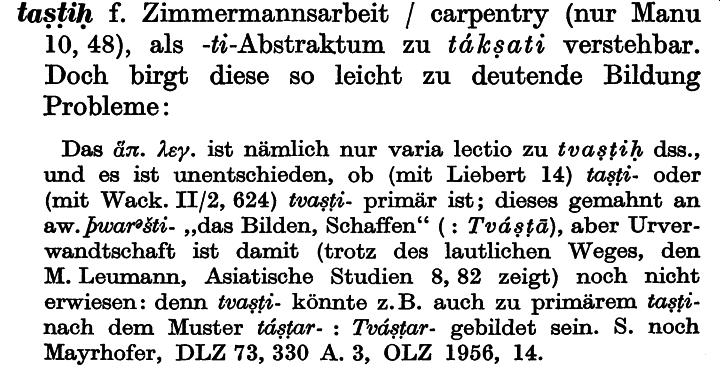 taṣṭiḥ f. Zimmermannsarbeit / carpentry (nur Manu
10, 48), als -ti-Abstraktum zu tákṣati verstehbar.
Doch birgt diese so leicht zu deutende Bildung
Probleme:
Das ἅπ. λεγ. ist nämlich nur varia lectio zu tvaṣṭiḥ dss.,
und es ist unentschieden, ob (mit Liebert 14) taṣṭi- oder
(mit Wack. II/2, 624) tvaṣṭi- primär ist; dieses gemahnt an
aw. ϑwarᵊšti- „das Bilden, Schaffen“ (: Tváṣṭā), aber Urver-
wandtschaft ist damit (trotz des lautlichen Weges, den
M. Leumann, Asiatische Studien 8, 82 zeigt) noch nicht
erwiesen: denn tvaṣṭi- könnte z.B. auch zu primärem taṣṭi-
nach dem Muster táṣṭar- : Tváṣṭar- gebildet sein. S. noch
Mayrhofer, DLZ 73, 330 A. 3, OLZ 1956, 14.